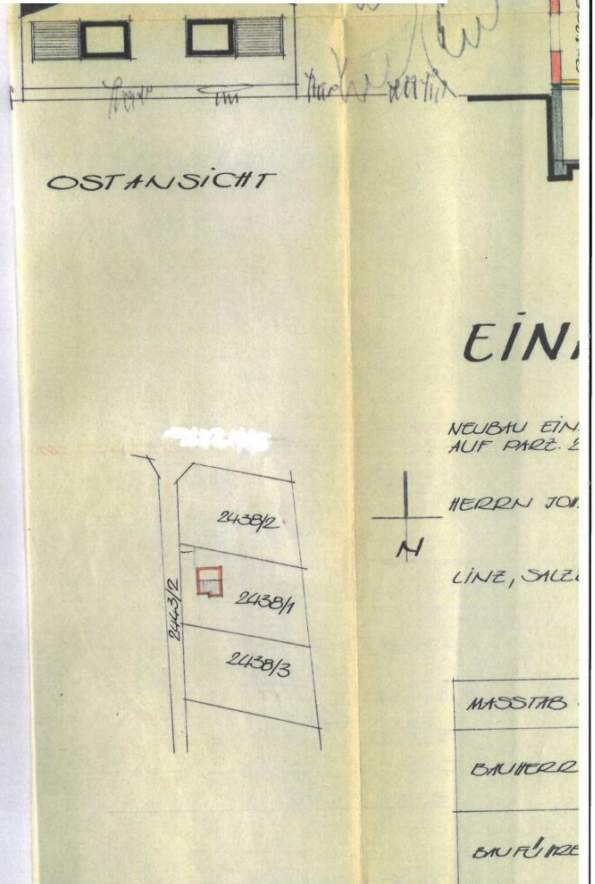 OSTANSICHT
EIN
NEUBAU EIN
AUF PARZ. 2
HERRN JOH
N
LINZ, SALZ
2438/2
2443/2
2438/1
2438/3
MASSTAB
BAUHERR
BAUFÜHRE